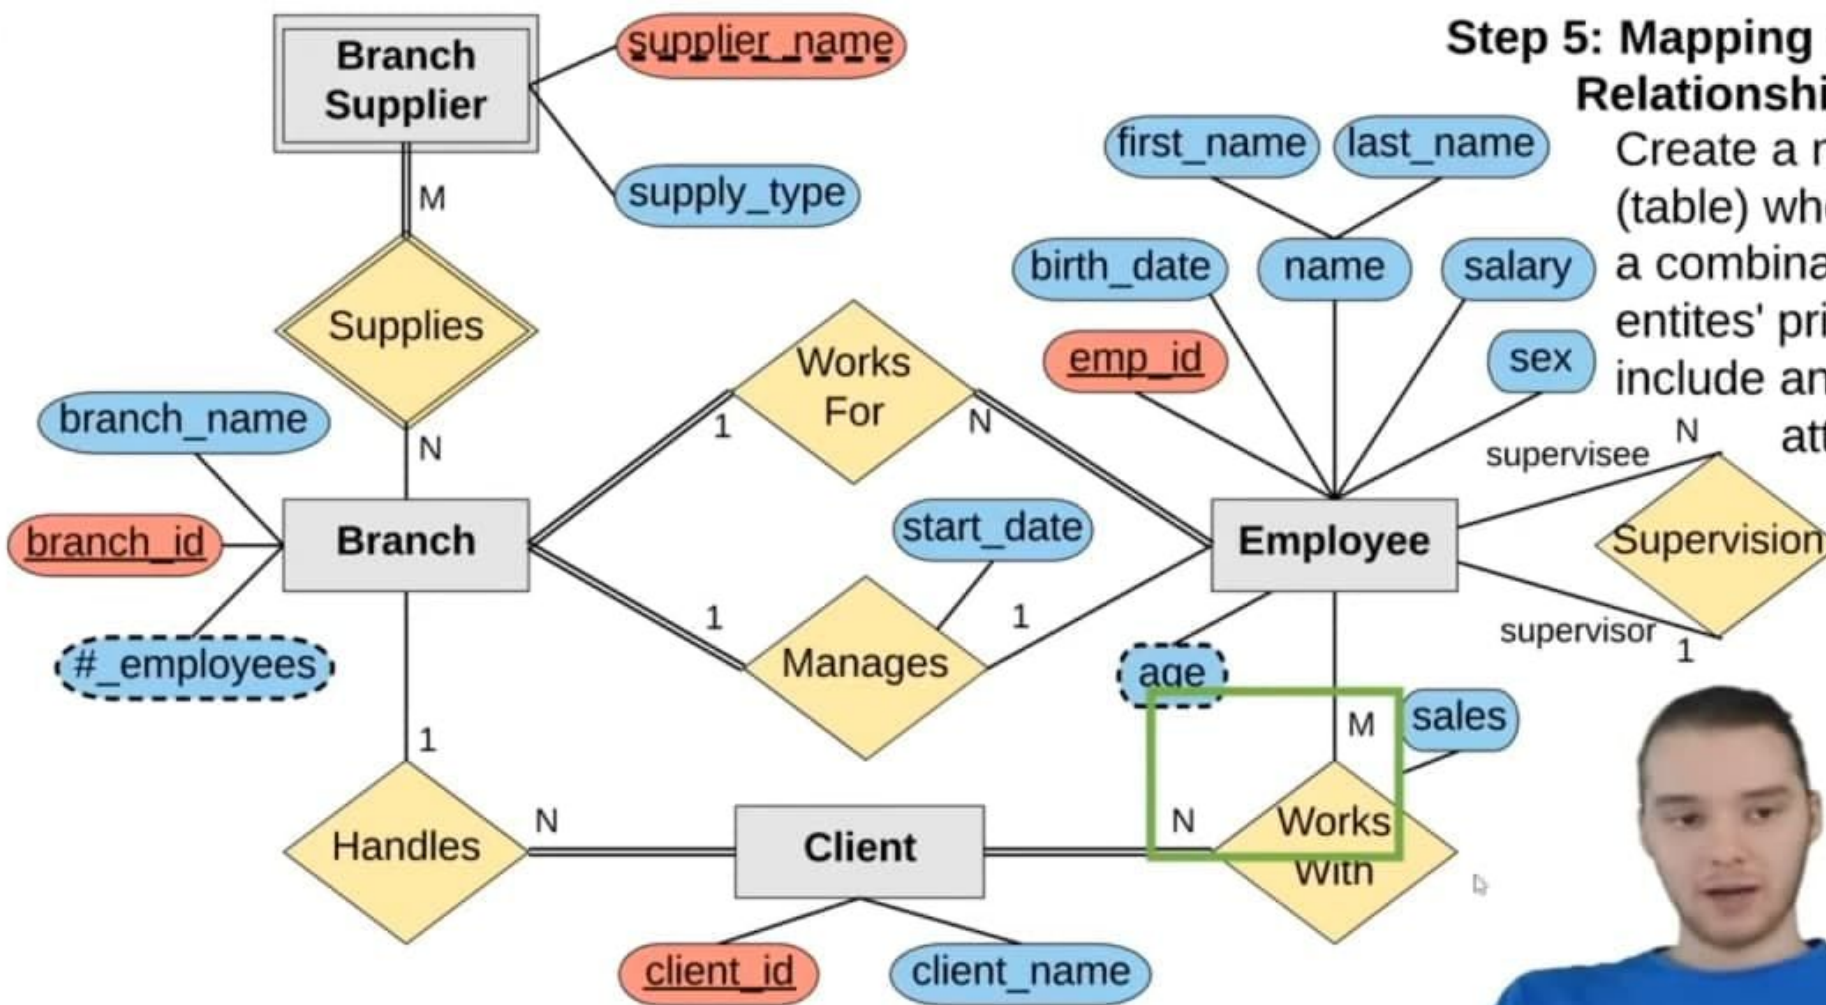 Branch
Supplier
supplier_name
supply_type
M
Supplies
N
branch_name
branch_id
#_employees
Branch
Works
For
1
N
start_date
Manages
1
1
first_name
last_name
birth_date
name
salary
emp_id
sex
Employee
age
supervisee
N
Supervision
supervisor
1
M
sales
Works
With
N
Client
client_id
client_name
Handles
1
N
Step 5: Mapping
Relationshi
Create a n
(table) whe
a combina
entites' pri
include an
att